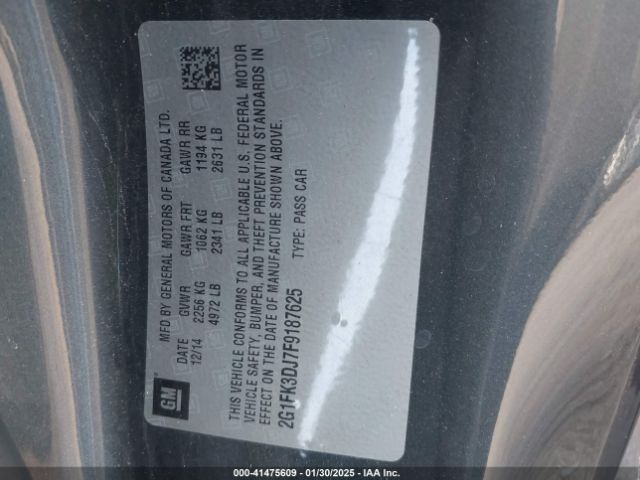 MFD BY GENERAL MOTORS OF CANADA LTD.
DATE GVWR GAWR FRT GAWR RR
12/14 2256 KG 1062 KG 1194 KG
4972 LB 2341 LB 2631 LB
THIS VEHICLE CONFORMS TO ALL APPLICABLE U.S. FEDERAL MOTOR
VEHICLE SAFETY, BUMPER, AND THEFT PREVENTION STANDARDS IN
EFFECT ON THE DATE OF MANUFACTURE SHOWN ABOVE.
2G1FK3DJ7F9187625 TYPE: PASS CAR
GM
000-41475609 - 01/30/2025 - IAA Inc.